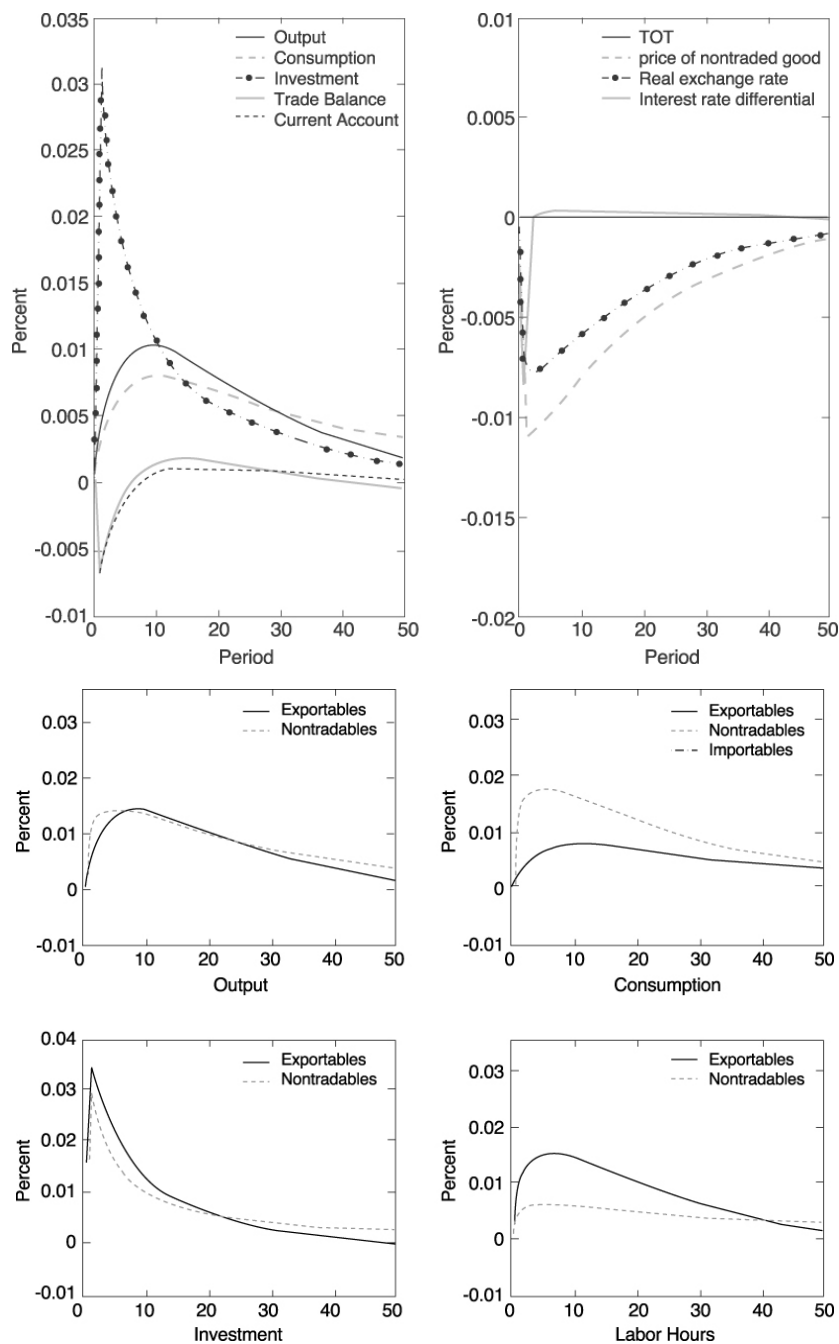 0.035
0.03
0.025
0.02
0.015
0.01
0.005
0
-0.005
-0.01
Percent
Output
Consumption
Investment
Trade Balance
Current Account
0 10 20 30 40 50
Period
0.01
0.005
0
-0.005
-0.01
-0.015
-0.02
Percent
TOT
price of nontraded good
Real exchange rate
Interest rate differential
0 10 20 30 40 50
Period
0.03
0.02
0.01
0
-0.01
Percent
Exportables
Nontradables
0 10 20 30 40 50
Output
0.03
0.02
0.01
0
-0.01
Percent
Exportables
Nontradables
Importables
0 10 20 30 40 50
Consumption
0.04
0.03
0.02
0.01
0
-0.01
Percent
Exportables
Nontradables
0 10 20 30 40 50
Investment
0.03
0.02
0.01
0
-0.01
Percent
Exportables
Nontradables
0 10 20 30 40 50
Labor Hours